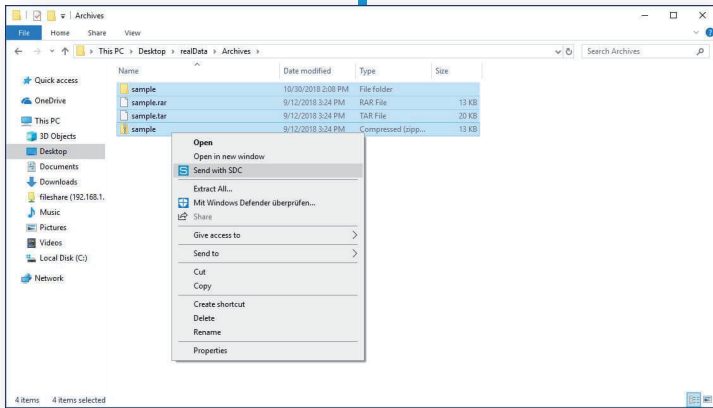 Archives
File Home Share View
This PC > Desktop > realData > Archives >
Search Archives
Name Date modified Type Size
Quick access
OneDrive
This PC
3D Objects
Desktop
Documents
Downloads
fileshare (192.168.1.
Music
Pictures
Videos
Local Disk (C:)
Network
sample 10/30/2018 2:08 PM File folder
sample.rar 9/12/2018 3:24 PM RAR File 13 KB
sample.tar 9/12/2018 3:24 PM TAR File 20 KB
sample 9/12/2018 3:24 PM Compressed (zipp... 13 KB
Open
Open in new window
Send with SDC
Extract All...
Mit Windows Defender überprüfen...
Share
Give access to
Send to
Cut
Copy
Create shortcut
Delete
Rename
Properties
4 items 4 items selected